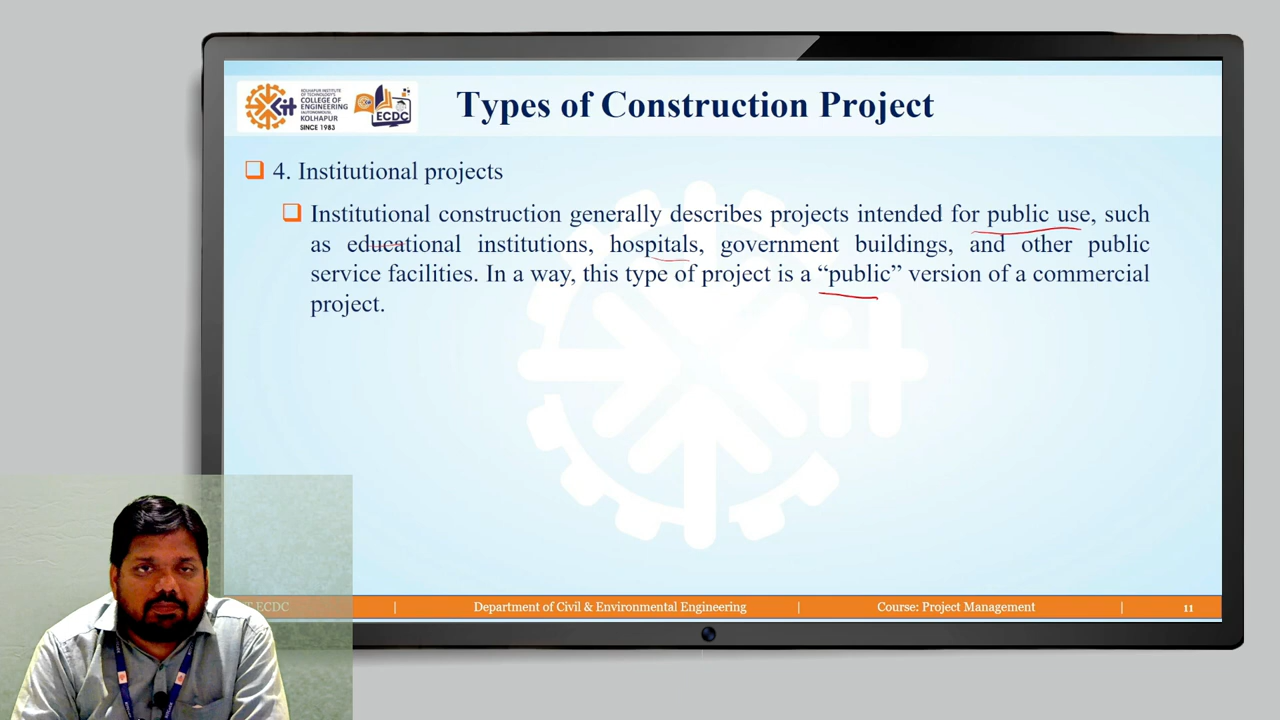 KOLHAPUR INSTITUTE
OF TECHNOLOGY'S
COLLEGE OF
ENGINEERING
(AUTONOMOUS),
KOLHAPUR
SINCE 1983
ECDC
Types of Construction Project
4. Institutional projects
Institutional construction generally describes projects intended for public use, such
as educational institutions, hospitals, government buildings, and other public
service facilities. In a way, this type of project is a “public” version of a commercial
project.
ECDC | Department of Civil & Environmental Engineering | Course: Project Management | 11